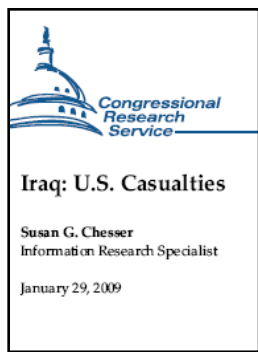 Congressional
Research
Service
Iraq: U.S. Casualties
Susan G. Chesser
Information Research Specialist
January 29, 2009